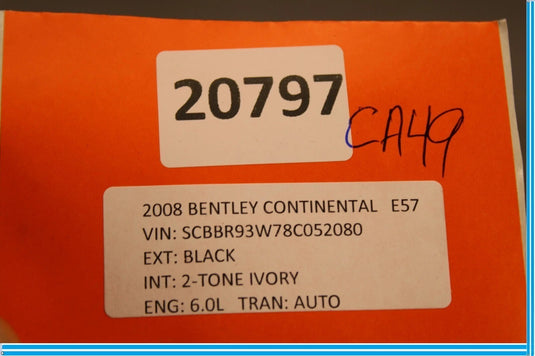 20797
CA49
2008 BENTLEY CONTINENTAL E57
VIN: SCBBR93W78C052080
EXT: BLACK
INT: 2-TONE IVORY
ENG: 6.0L TRAN: AUTO